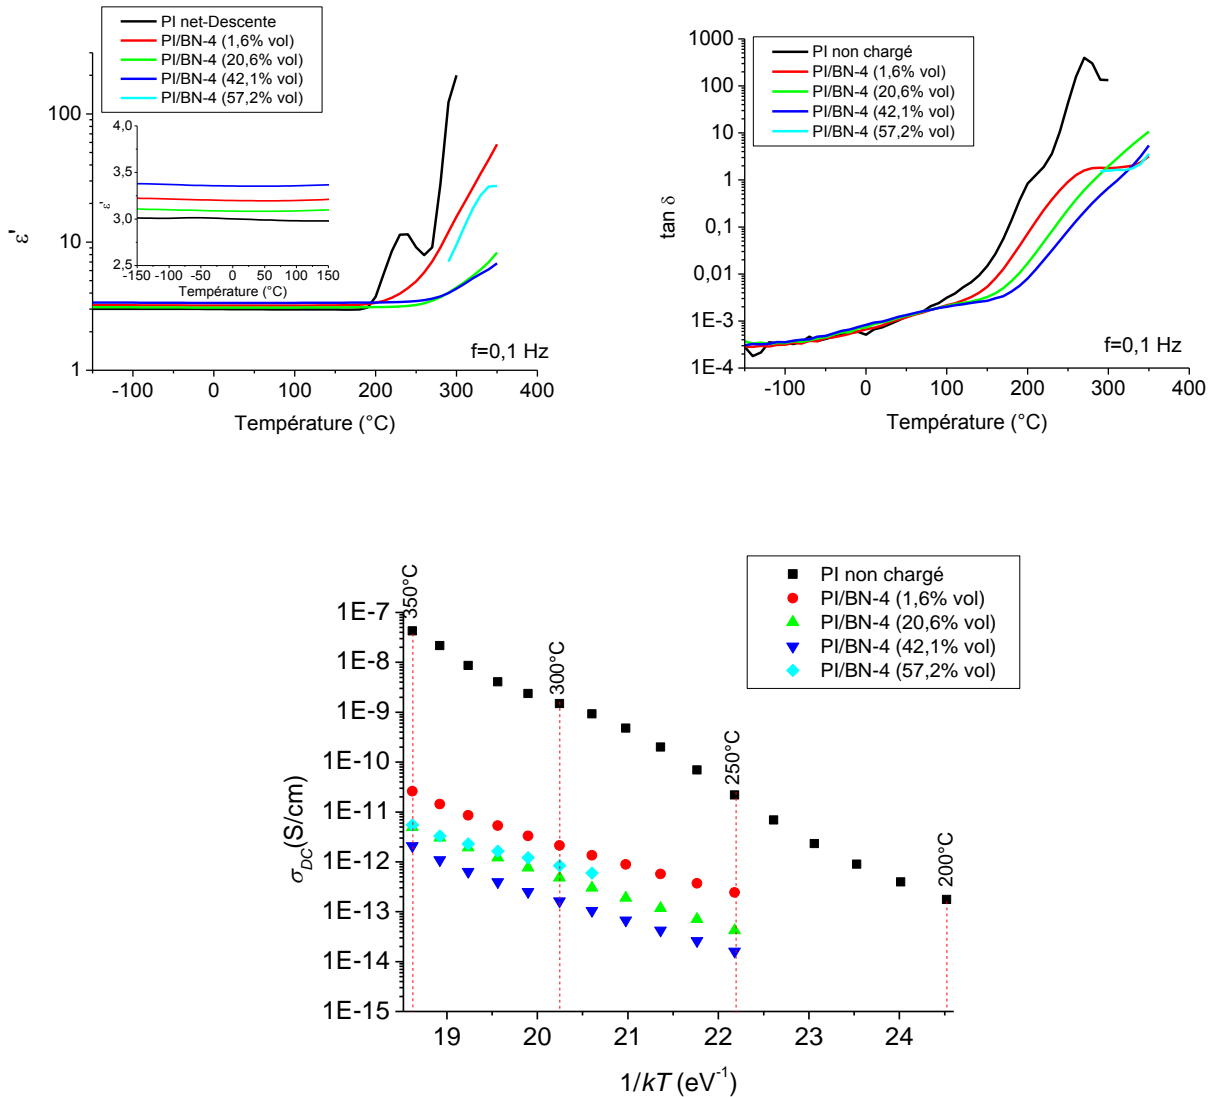 PI net-Descente
PI/BN-4 (1,6% vol)
PI/BN-4 (20,6% vol)
PI/BN-4 (42,1% vol)
PI/BN-4 (57,2% vol)
100
10
1
ε'
4,0
3,5
3,0
2,5
ε'
-150 -100 -50 0 50 100 150
Température (°C)
f=0,1 Hz
-100 0 100 200 300 400
Température (°C)
PI non chargé
PI/BN-4 (1,6% vol)
PI/BN-4 (20,6% vol)
PI/BN-4 (42,1% vol)
PI/BN-4 (57,2% vol)
1000
100
10
1
0,1
0,01
1E-3
1E-4
tan δ
f=0,1 Hz
-100 0 100 200 300 400
Température (°C)
PI non chargé
PI/BN-4 (1,6% vol)
PI/BN-4 (20,6% vol)
PI/BN-4 (42,1% vol)
PI/BN-4 (57,2% vol)
350°C
300°C
250°C
200°C
1E-7
1E-8
1E-9
1E-10
1E-11
1E-12
1E-13
1E-14
1E-15
σDC(S/cm)
19 20 21 22 23 24
1/kT (eV⁻¹)